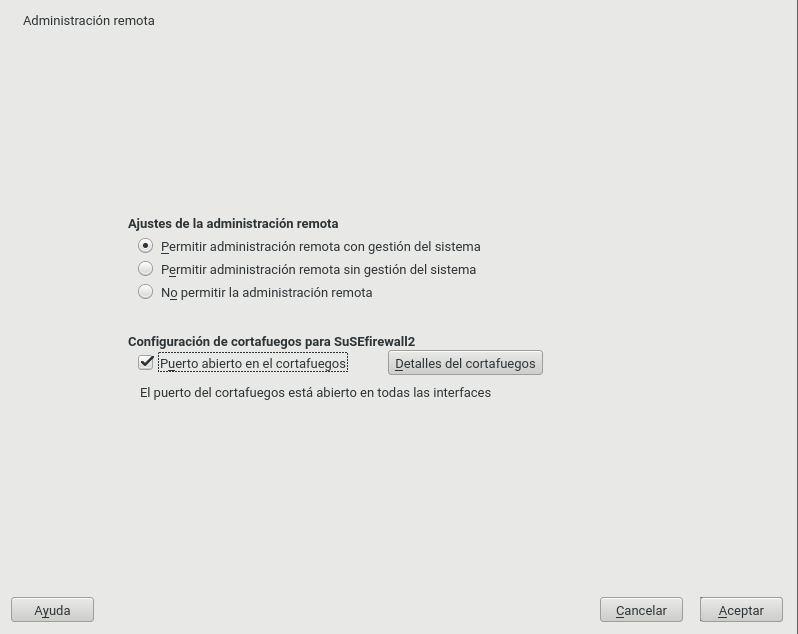 Administración remota
Ajustes de la administración remota
Permitir administración remota con gestión del sistema
Permitir administración remota sin gestión del sistema
No permitir la administración remota
Configuración de cortafuegos para SuSEfirewall2
Puerto abierto en el cortafuegos Detalles del cortafuegos
El puerto del cortafuegos está abierto en todas las interfaces
Ayuda Cancelar Aceptar